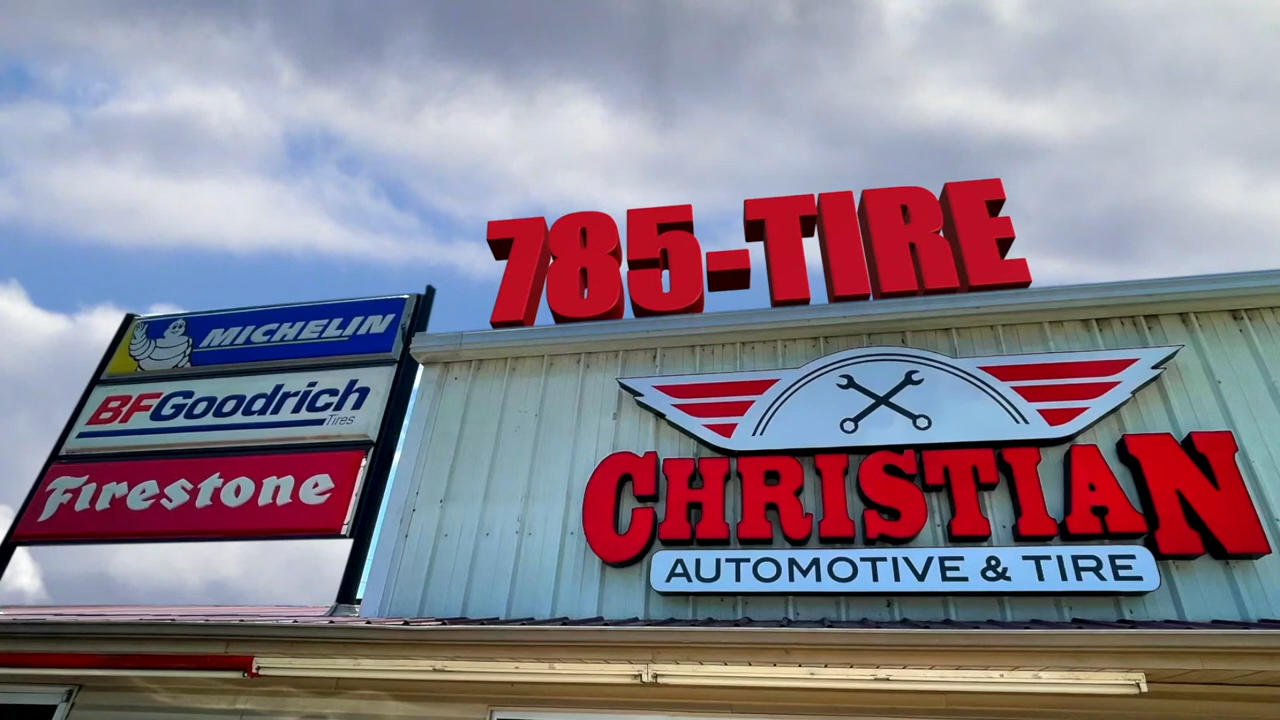 785-TIRE
MICHELIN
BFGoodrich
Tires
Firestone
CHRISTIAN
AUTOMOTIVE & TIRE